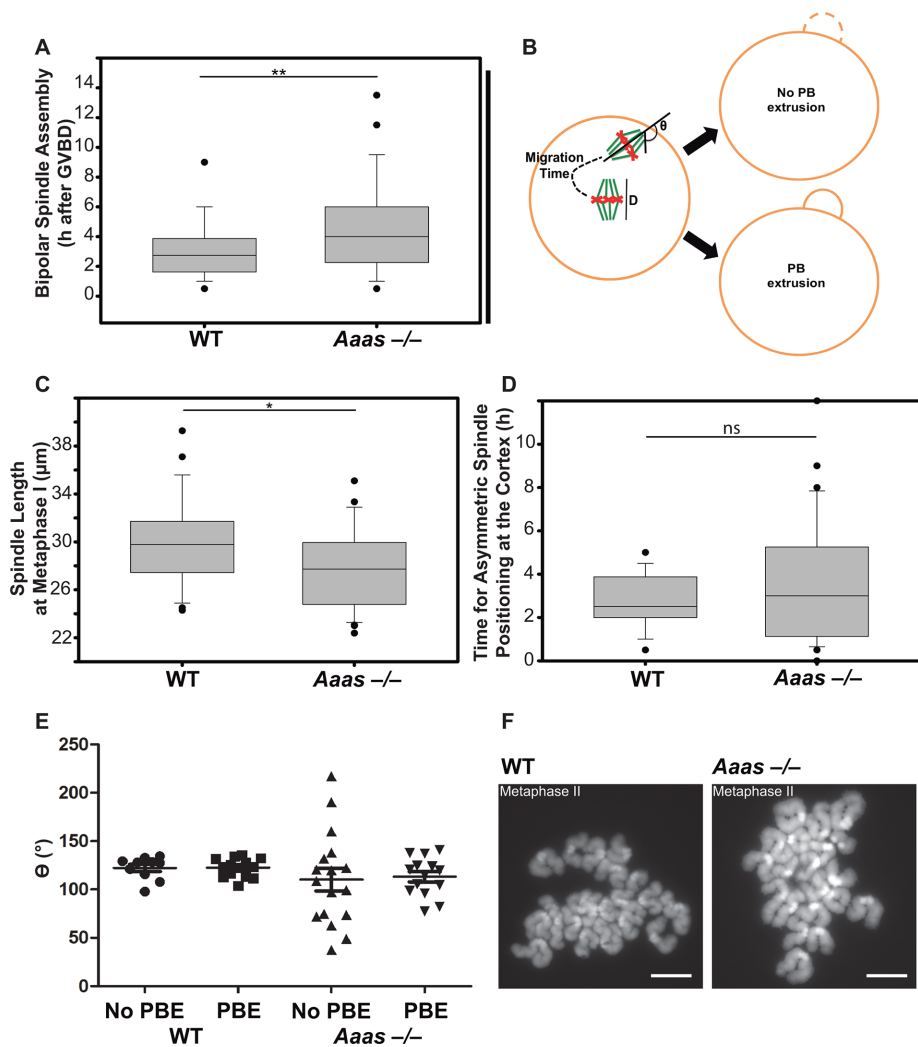 A
Bipolar Spindle Assembly
(h after GVBD)
14
12
10
8
6
4
2
0
**
WT
Aaas –/–
B
Migration
Time
θ
D
No PB
extrusion
PB
extrusion
C
Spindle Length
at Metaphase I (µm)
38
34
30
26
22
*
WT
Aaas –/–
D
Time for Asymmetric Spindle
Positioning at the Cortex (h)
10
8
6
4
2
0
ns
WT
Aaas –/–
E
Θ (°)
250
200
150
100
50
0
No PBE PBE No PBE PBE
WT Aaas –/–
F
WT
Metaphase II
Aaas –/–
Metaphase II